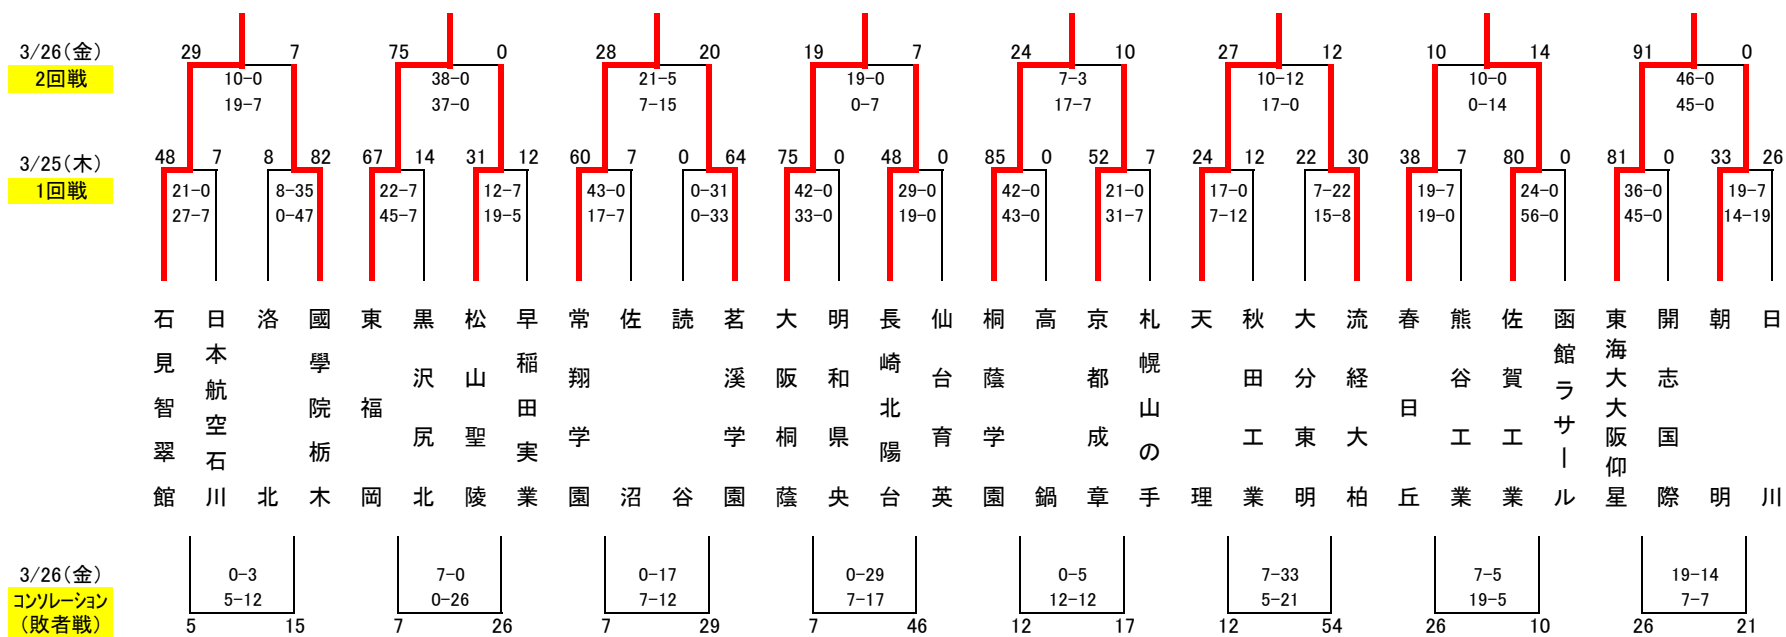 29 7 75 0 28 20 19 7 24 10 27 12 10 14 91 0
3/26(金)
2回戦
10-0 38-0 21-5 19-0 7-3 10-12 10-0 46-0
19-7 37-0 7-15 0-7 17-7 17-0 0-14 45-0
48 7 8 82 67 14 31 12 60 7 0 64 75 0 48 0 85 0 52 7 24 12 22 30 38 7 80 0 81 0 33 26
3/25(木)
1回戦
21-0 8-35 22-7 12-7 43-0 0-31 42-0 29-0 42-0 21-0 17-0 7-22 19-7 24-0 36-0 19-7
27-7 0-47 45-7 19-5 17-7 0-33 33-0 19-0 43-0 31-7 7-12 15-8 19-0 56-0 45-0 14-19
石見智翠館
日本航空石川
洛北
國學院栃木
東福岡
黒沢尻北
松山聖陵
早稲田実業
常翔学園
佐沼
読谷
茗溪学園
大阪桐蔭
明和県央
長崎北陽台
仙台育英
桐蔭学園
高鍋
京都成章
札幌山の手
天理
秋田工業
大分東明
流経大柏
春日丘
熊谷工業
佐賀工業
函館ラサール
東海大大阪仰星
開志国際
朝明
日川
3/26(金)
コンソレーション
(敗者戦)
0-3 7-0 0-17 0-29 0-5 7-33 7-5 19-14
5-12 0-26 7-12 7-17 12-12 5-21 19-5 7-7
5 15 7 26 7 29 7 46 12 17 12 54 26 10 26 21